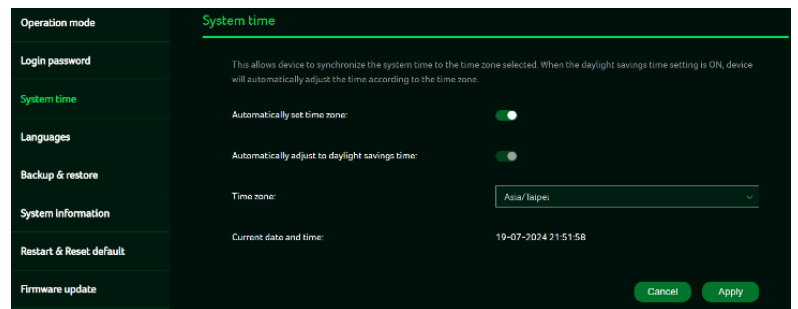 Operation mode
Login password
System time
Languages
Backup & restore
System information
Restart & Reset default
Firmware update
System time
This allows device to synchronize the system time to the time zone selected. When the daylight savings time setting is ON, device
will automatically adjust the time according to the time zone.
Automatically set time zone:
Automatically adjust to daylight savings time:
Time zone:
Asia/Taipei
Current date and time:
19-07-2024 21:51:58
Cancel
Apply